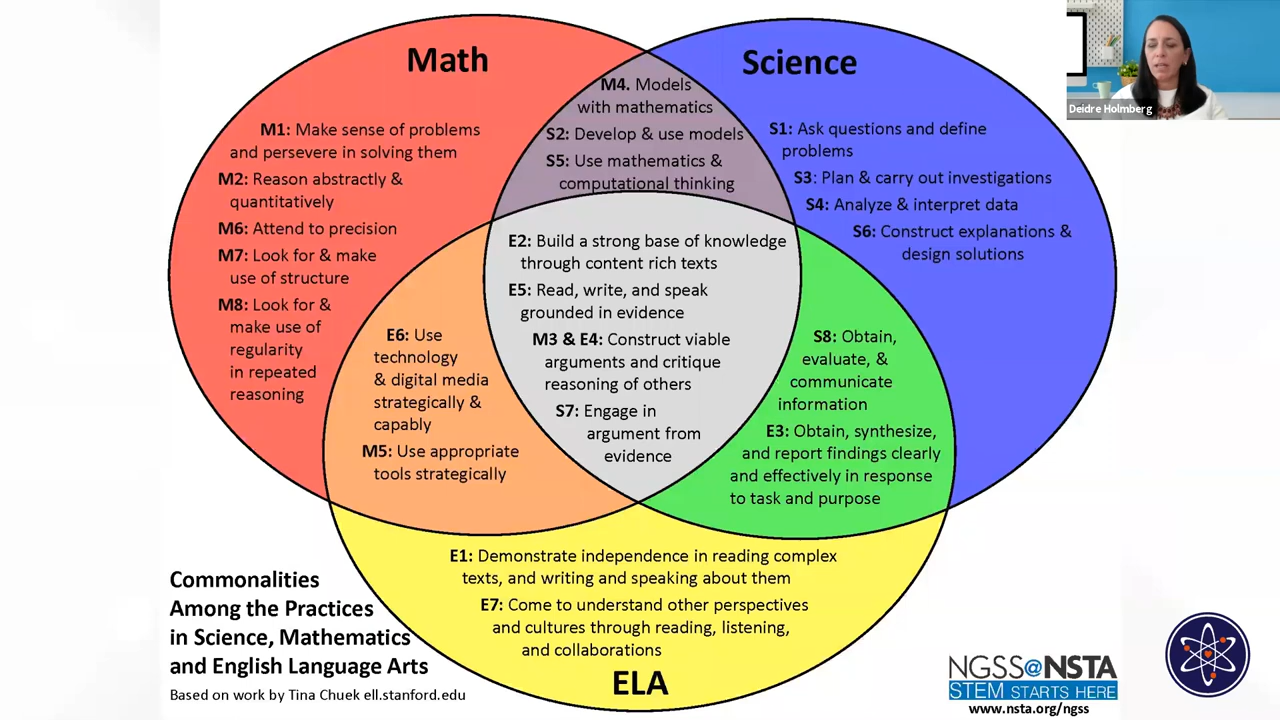 Math
Science
M4. Models
with mathematics
S2: Develop & use models
S5: Use mathematics &
computational thinking
M1: Make sense of problems
and persevere in solving them
M2: Reason abstractly &
quantitatively
M6: Attend to precision
M7: Look for & make
use of structure
M8: Look for &
make use of
regularity
in repeated
reasoning
S1: Ask questions and define
problems
S3: Plan & carry out investigations
S4: Analyze & interpret data
S6: Construct explanations &
design solutions
Deidre Holmberg
E2: Build a strong base of knowledge
through content rich texts
E5: Read, write, and speak
grounded in evidence
M3 & E4: Construct viable
arguments and critique
reasoning of others
S7: Engage in
argument from
evidence
E6: Use
technology
& digital media
strategically &
capably
M5: Use appropriate
tools strategically
S8: Obtain,
evaluate, &
communicate
information
E3: Obtain, synthesize,
and report findings clearly
and effectively in response
to task and purpose
E1: Demonstrate independence in reading complex
texts, and writing and speaking about them
E7: Come to understand other perspectives
and cultures through reading, listening,
and collaborations
ELA
Commonalities
Among the Practices
in Science, Mathematics
and English Language Arts
Based on work by Tina Chuek ell.stanford.edu
NGSS@NSTA
STEM STARTS HERE
www.nsta.org/ngss